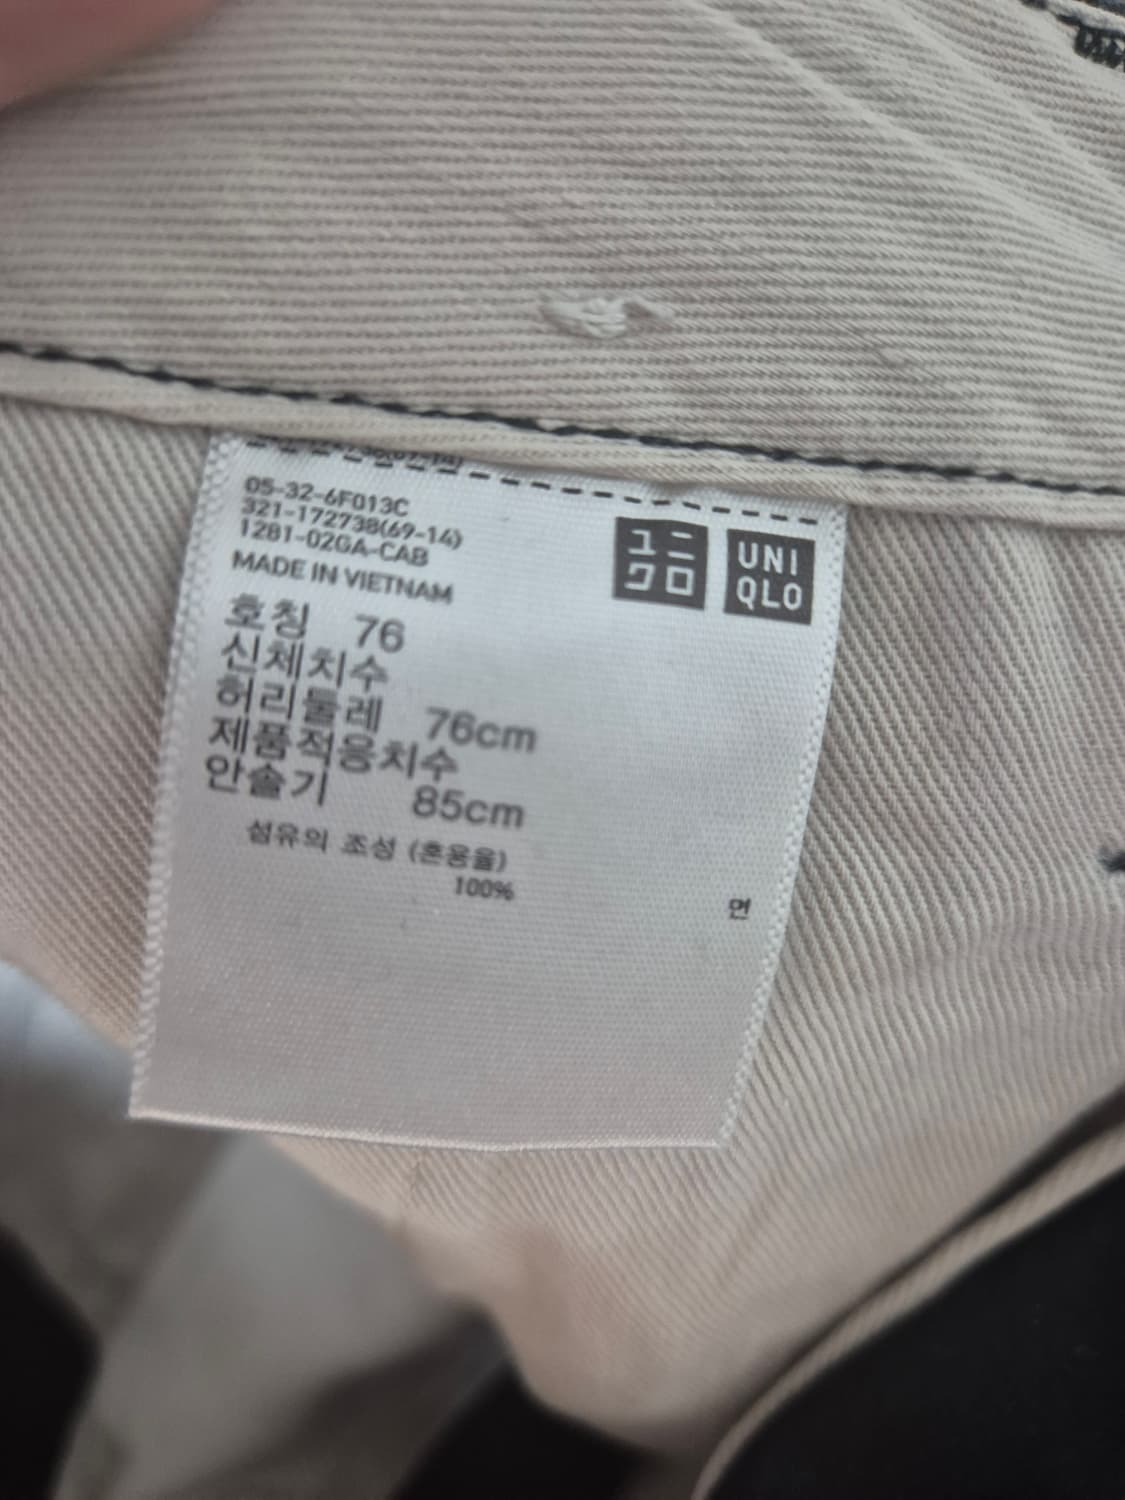 05-32-6F013C
321-172738(69-14)
1281-02GA-CAB
MADE IN VIETNAM
ユニ
クロ
UNI
QLO
호칭 76
신체치수
허리둘레 76cm
제품적용치수
안솔기 85cm
섬유의 조성 (혼용율)
100%
면